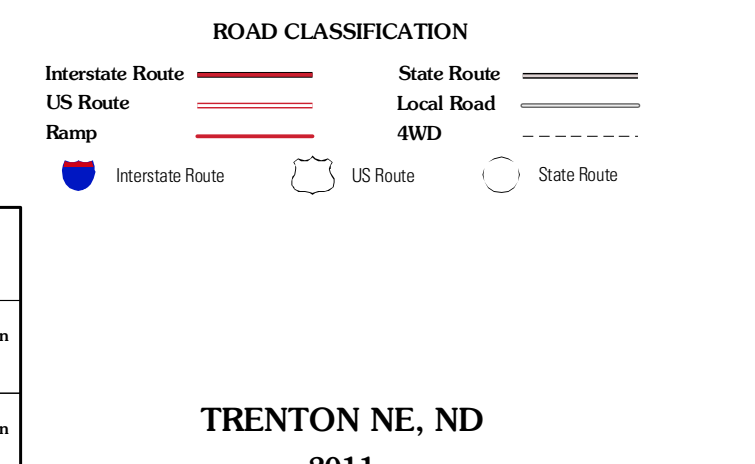 ROAD CLASSIFICATION
Interstate Route State Route
US Route Local Road
Ramp 4WD
Interstate Route US Route State Route
n
n
TRENTON NE, ND
2011